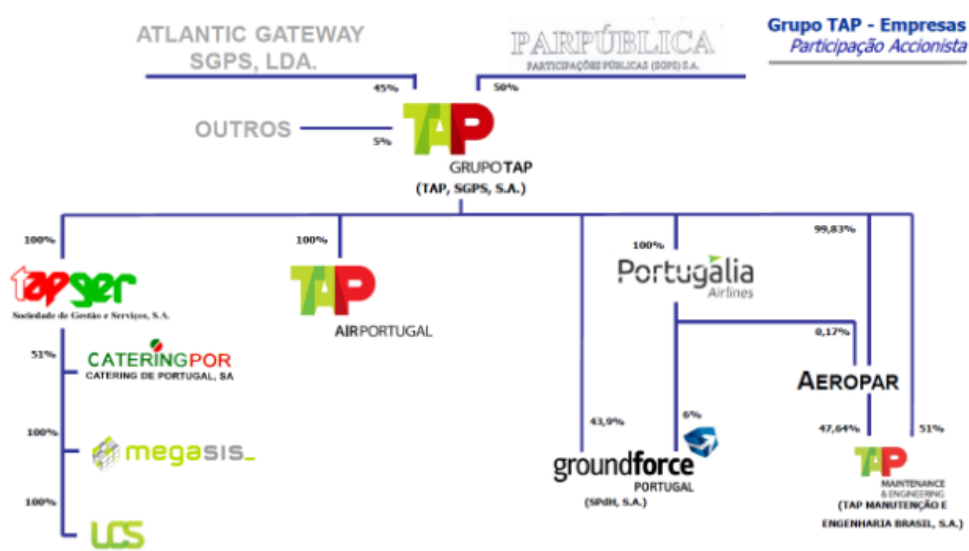 ATLANTIC GATEWAY
SGPS, LDA.
PARPÚBLICA
PARTICIPAÇÕES PÚBLICAS (SGPS) S.A.
Grupo TAP - Empresas
Participação Accionista
45%
50%
OUTROS
5%
TAP
GRUPOTAP
(TAP, SGPS, S.A.)
100%
100%
100%
99,83%
tapger
Sociedade de Gestão e Serviços, S.A.
TAP
AIRPORTUGAL
Portugália
Airlines
51%
CATERINGPOR
CATERING DE PORTUGAL, SA
0,17%
AEROPAR
100%
megasis_
43,9%
6%
47,64%
51%
groundforce
PORTUGAL
(SPdH, S.A.)
TAP
MAINTENANCE
& ENGINEERING
(TAP MANUTENÇÃO E
ENGENHARIA BRASIL, S.A.)
100%
UCS